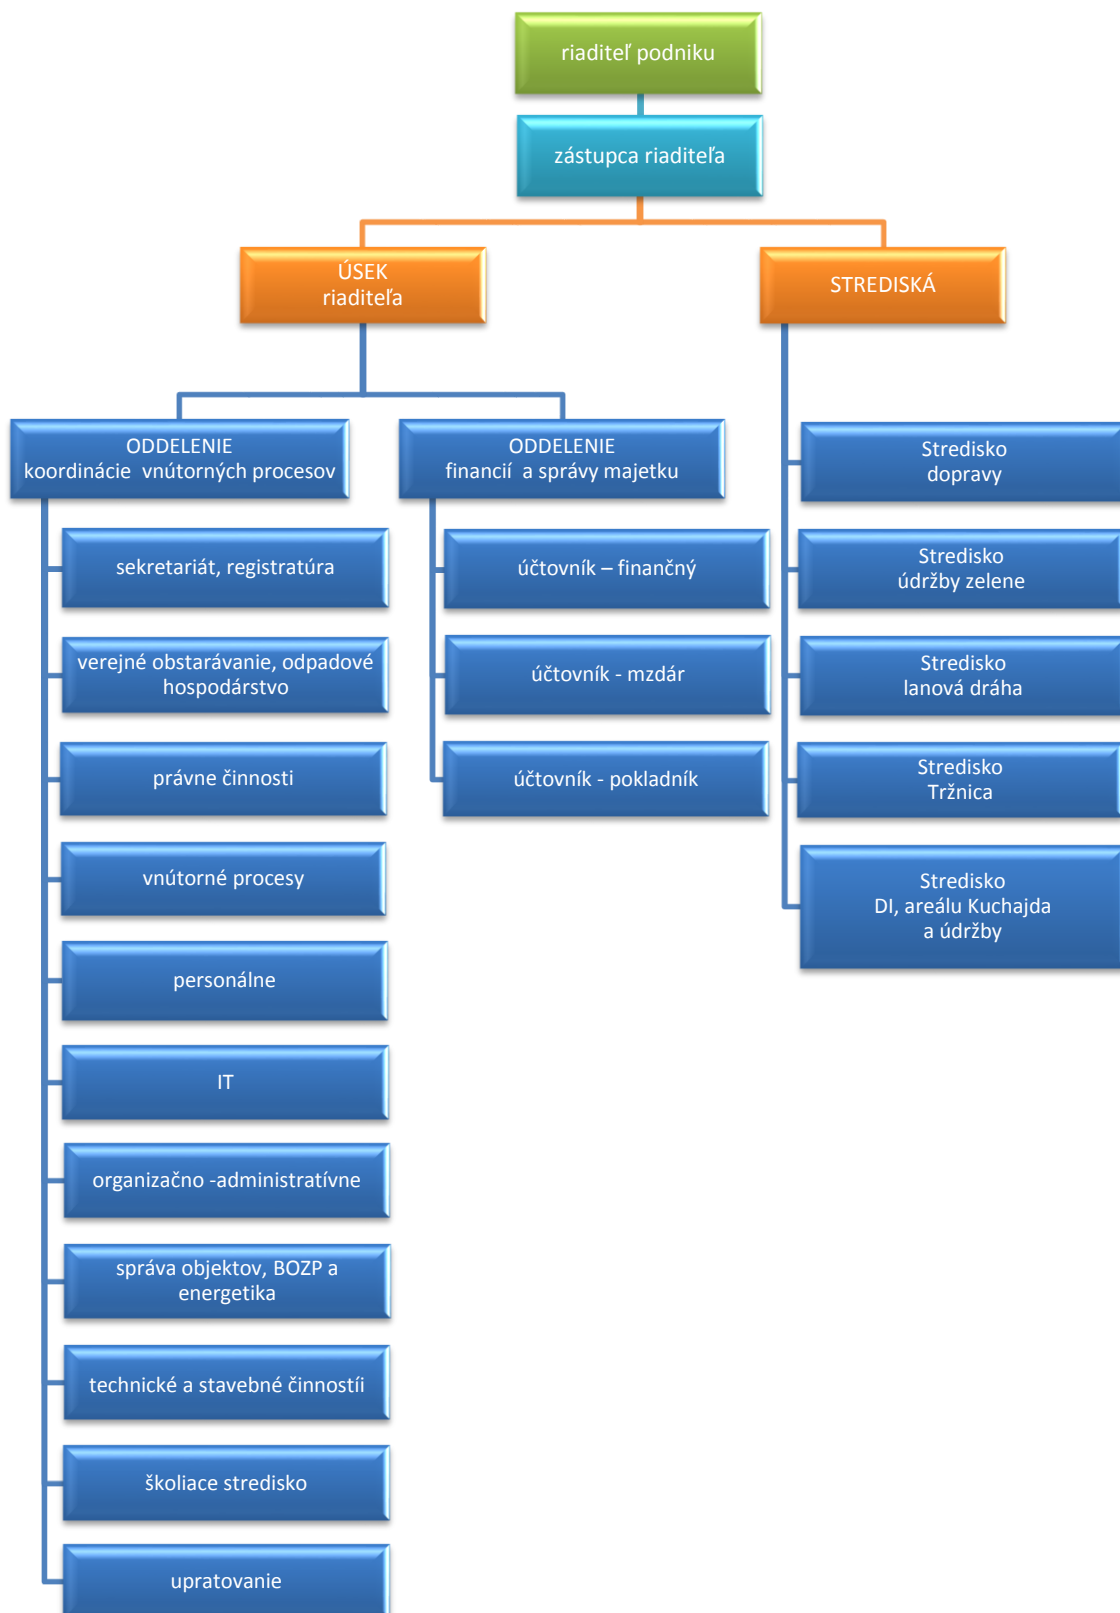 riaditeľ podniku
zástupca riaditeľa
ÚSEK
riaditeľa
STREDISKÁ
ODDELENIE
koordinácie  vnútorných procesov
sekretariát, registratúra
verejné obstarávanie, odpadové
hospodárstvo
právne činnosti
vnútorné procesy
personálne
IT
organizačno -administratívne
správa objektov, BOZP a
energetika
technické a stavebné činnostíi
školiace stredisko
upratovanie
ODDELENIE
financií  a správy majetku
účtovník – finančný
účtovník - mzdár
účtovník - pokladník
Stredisko
dopravy
Stredisko
údržby zelene
Stredisko
lanová dráha
Stredisko
Tržnica
Stredisko
DI, areálu Kuchajda
a údržby